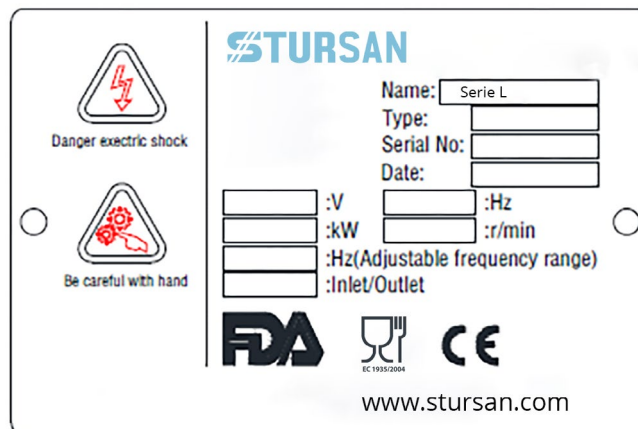 STURSAN
Name: Serie L
Type:
Serial No:
Date:
Danger exectric shock
Be careful with hand
:V :Hz
:kW :r/min
:Hz(Adjustable frequency range)
:Inlet/Outlet
FDA
EC 1935/2004
CE
www.stursan.com